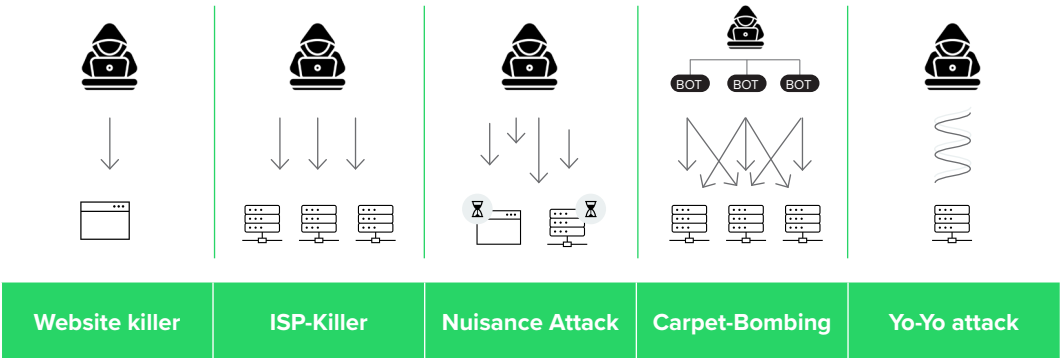 BOT BOT BOT
Website killer
ISP-Killer
Nuisance Attack
Carpet-Bombing
Yo-Yo attack